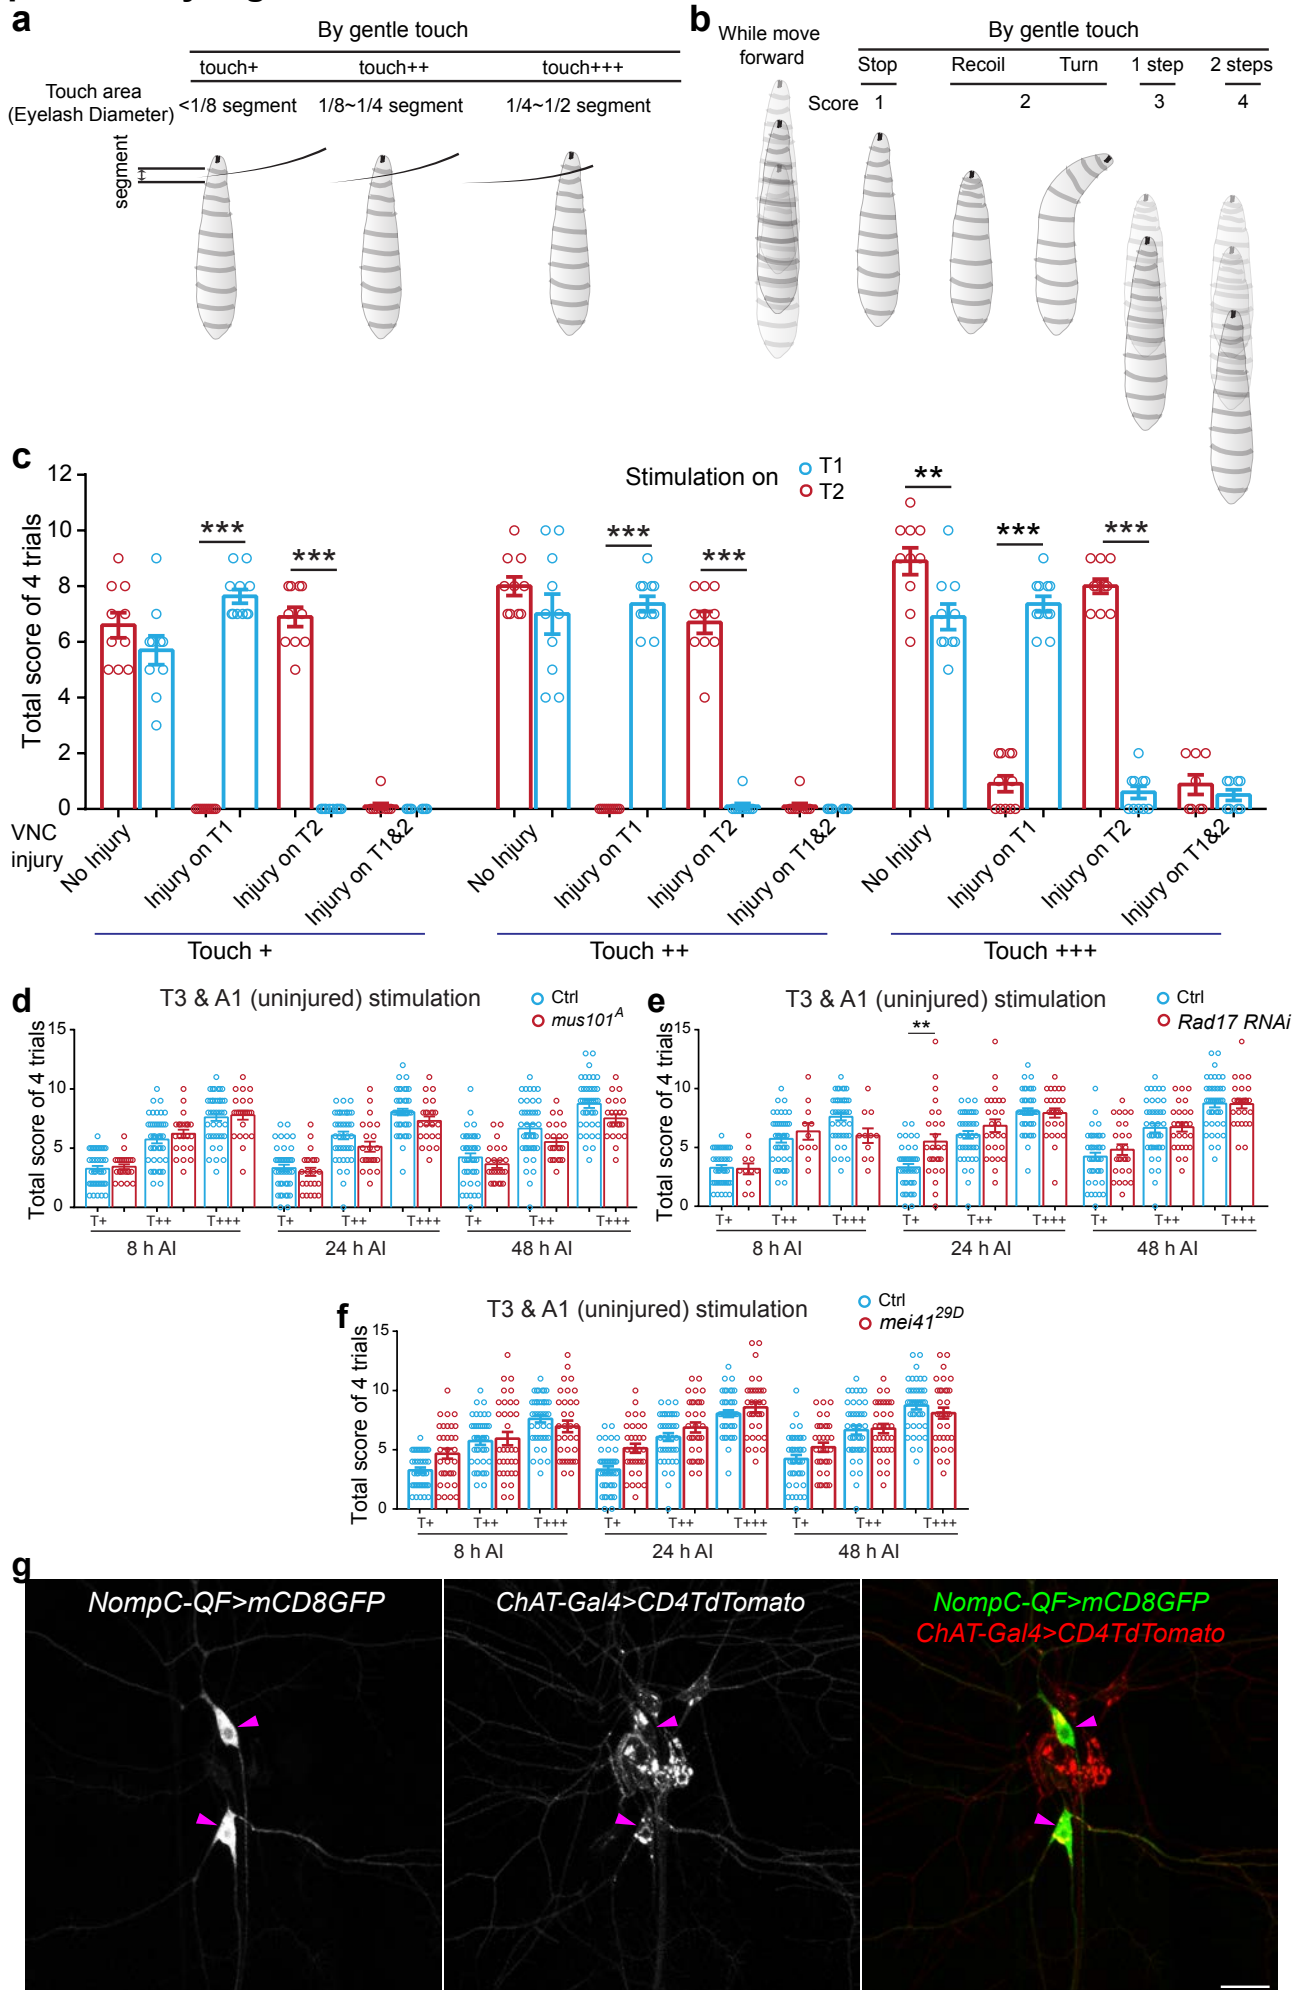 a
By gentle touch
touch+ touch++ touch+++
Touch area
(Eyelash Diameter)
<1/8 segment 1/8~1/4 segment 1/4~1/2 segment
segment
b
While move
forward
By gentle touch
Stop Recoil Turn 1 step 2 steps
Score 1 2 3 4
c
Total score of 4 trials
12
10
8
6
4
2
0
Stimulation on
T1
T2
*** *** *** *** ** *** ***
VNC
injury
No Injury Injury on T1 Injury on T2 Injury on T1&2
No Injury Injury on T1 Injury on T2 Injury on T1&2
No Injury Injury on T1 Injury on T2 Injury on T1&2
Touch + Touch ++ Touch +++
d
T3 & A1 (uninjured) stimulation
Ctrl
mus101A
Total score of 4 trials
15
10
5
0
T+ T++ T+++ T+ T++ T+++ T+ T++ T+++
8 h AI 24 h AI 48 h AI
e
T3 & A1 (uninjured) stimulation
Ctrl
Rad17 RNAi
Total score of 4 trials
15
10
5
0
**
T+ T++ T+++ T+ T++ T+++ T+ T++ T+++
8 h AI 24 h AI 48 h AI
f
T3 & A1 (uninjured) stimulation
Ctrl
mei4129D
Total score of 4 trials
15
10
5
0
T+ T++ T+++ T+ T++ T+++ T+ T++ T+++
8 h AI 24 h AI 48 h AI
g
NompC-QF>mCD8GFP
ChAT-Gal4>CD4TdTomato
NompC-QF>mCD8GFP
ChAT-Gal4>CD4TdTomato